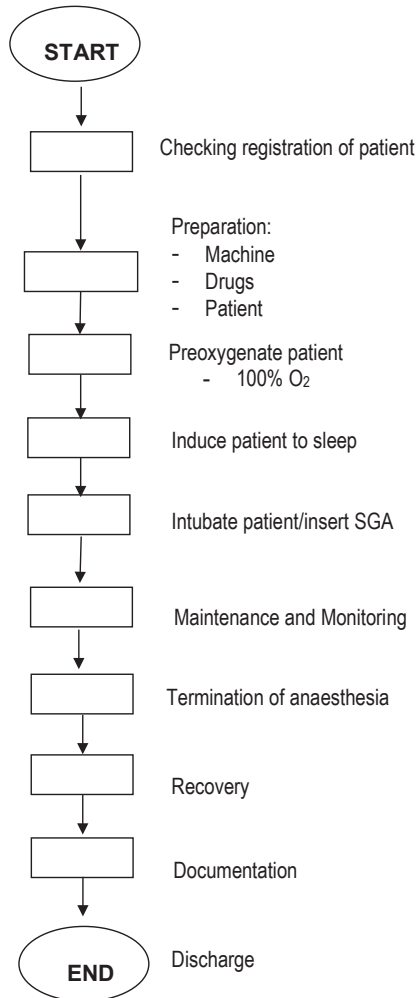 START
Checking registration of patient
Preparation:
- Machine
- Drugs
- Patient
Preoxygenate patient
- 100% O2
Induce patient to sleep
Intubate patient/insert SGA
Maintenance and Monitoring
Termination of anaesthesia
Recovery
Documentation
END
Discharge